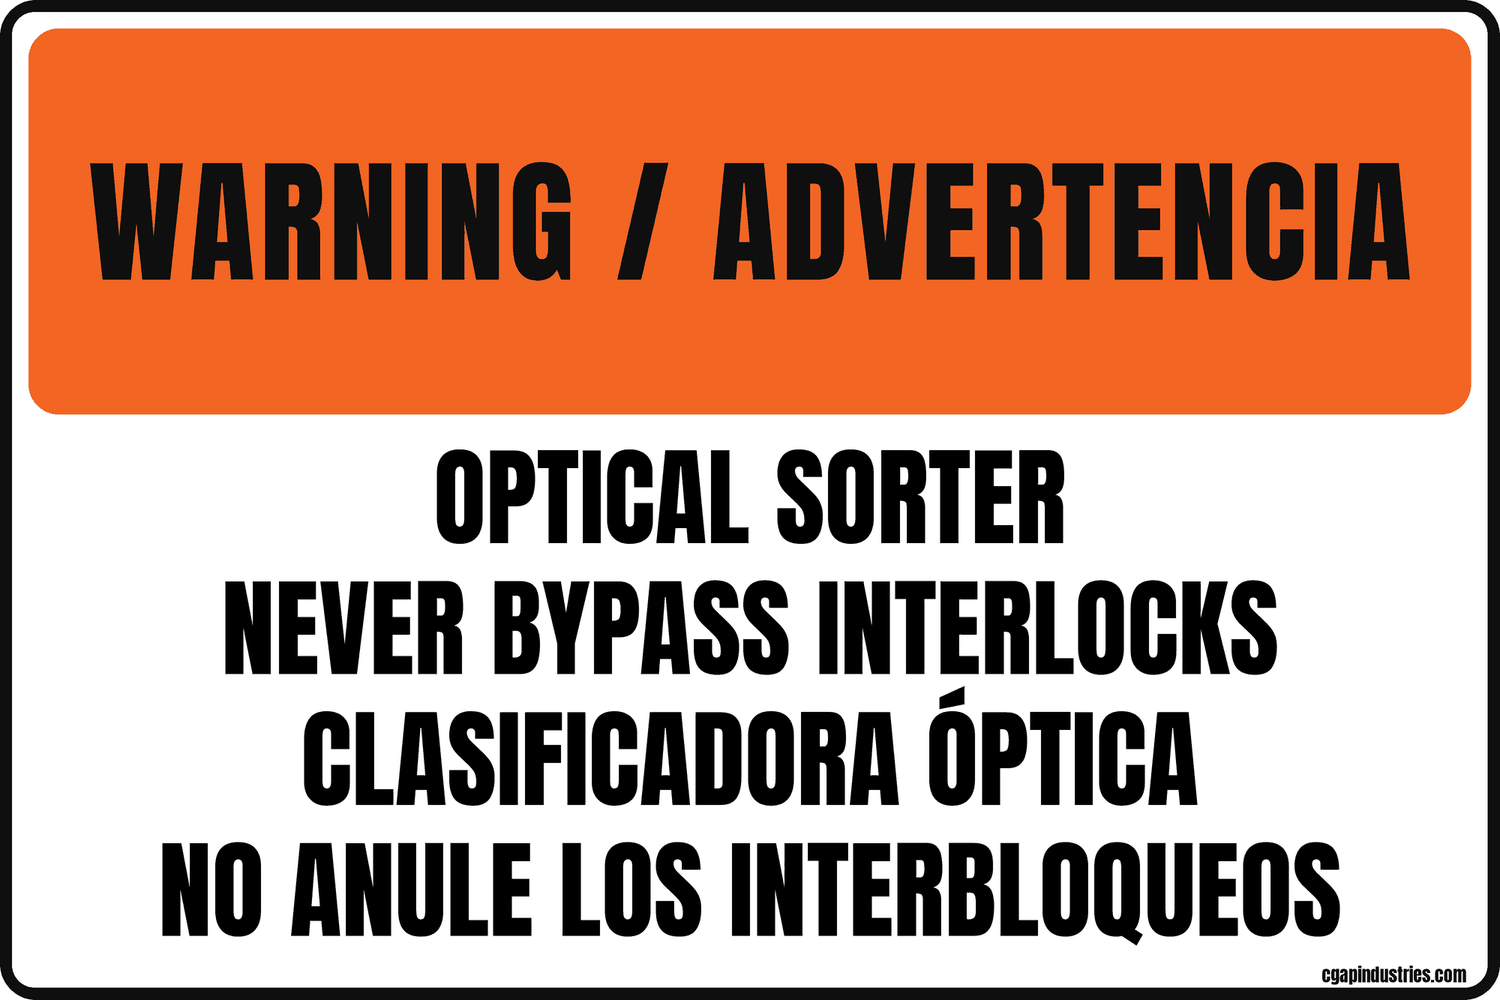 WARNING / ADVERTENCIA
OPTICAL SORTER
NEVER BYPASS INTERLOCKS
CLASIFICADORA ÓPTICA
NO ANULE LOS INTERBLOQUEOS
cgapindustries.com